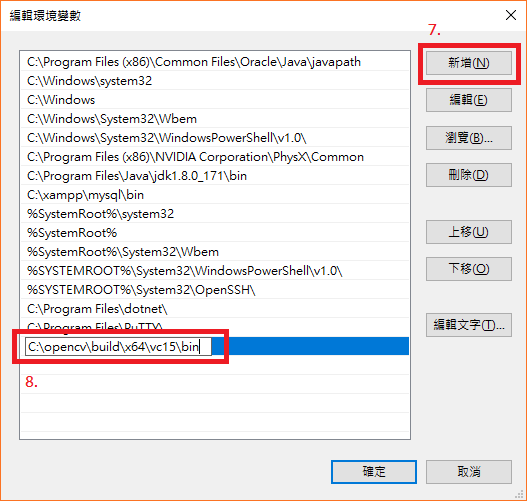 編輯環境變數
7.
C:\Program Files (x86)\Common Files\Oracle\Java\javapath
C:\Windows\system32
C:\Windows
C:\Windows\System32\Wbem
C:\Windows\System32\WindowsPowerShell\v1.0\
C:\Program Files (x86)\NVIDIA Corporation\PhysX\Common
C:\Program Files\Java\jdk1.8.0_171\bin
C:\xampp\mysql\bin
%SystemRoot%\system32
%SystemRoot%
%SystemRoot%\System32\Wbem
%SYSTEMROOT%\System32\WindowsPowerShell\v1.0\
%SYSTEMROOT%\System32\OpenSSH\
C:\Program Files\dotnet\
C:\Program Files\PuTTY\
C:\opencv\build\x64\vc15\bin
8.
新增(N)
編輯(E)
瀏覽(B)...
刪除(D)
上移(U)
下移(O)
編輯文字(T)...
確定
取消